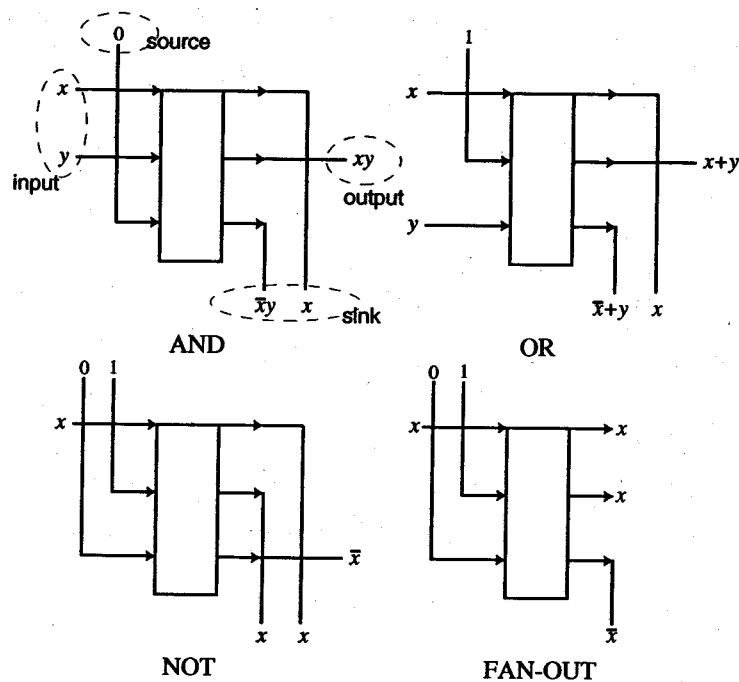 0 source
x
y
input
xy
output
x̄y x sink
AND
1
x
y
x+y
x̄+y x
OR
0 1
x
x̄
x x
NOT
0 1
x
x
x
x̄
FAN-OUT